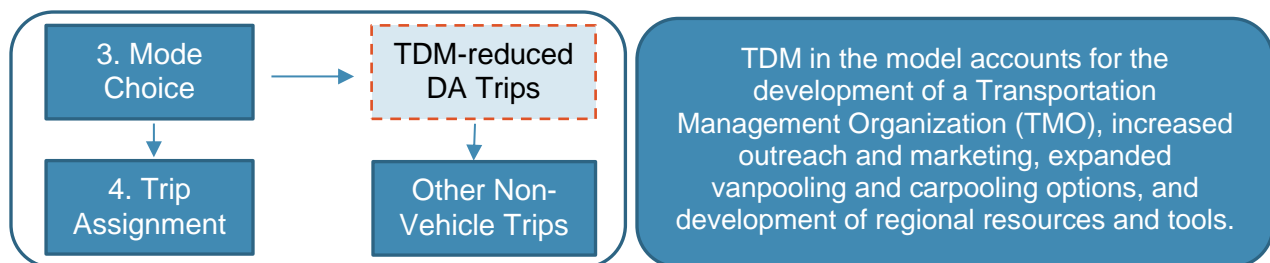 3. Mode
Choice
TDM-reduced
DA Trips
4. Trip
Assignment
Other Non-
Vehicle Trips
TDM in the model accounts for the
development of a Transportation
Management Organization (TMO), increased
outreach and marketing, expanded
vanpooling and carpooling options, and
development of regional resources and tools.